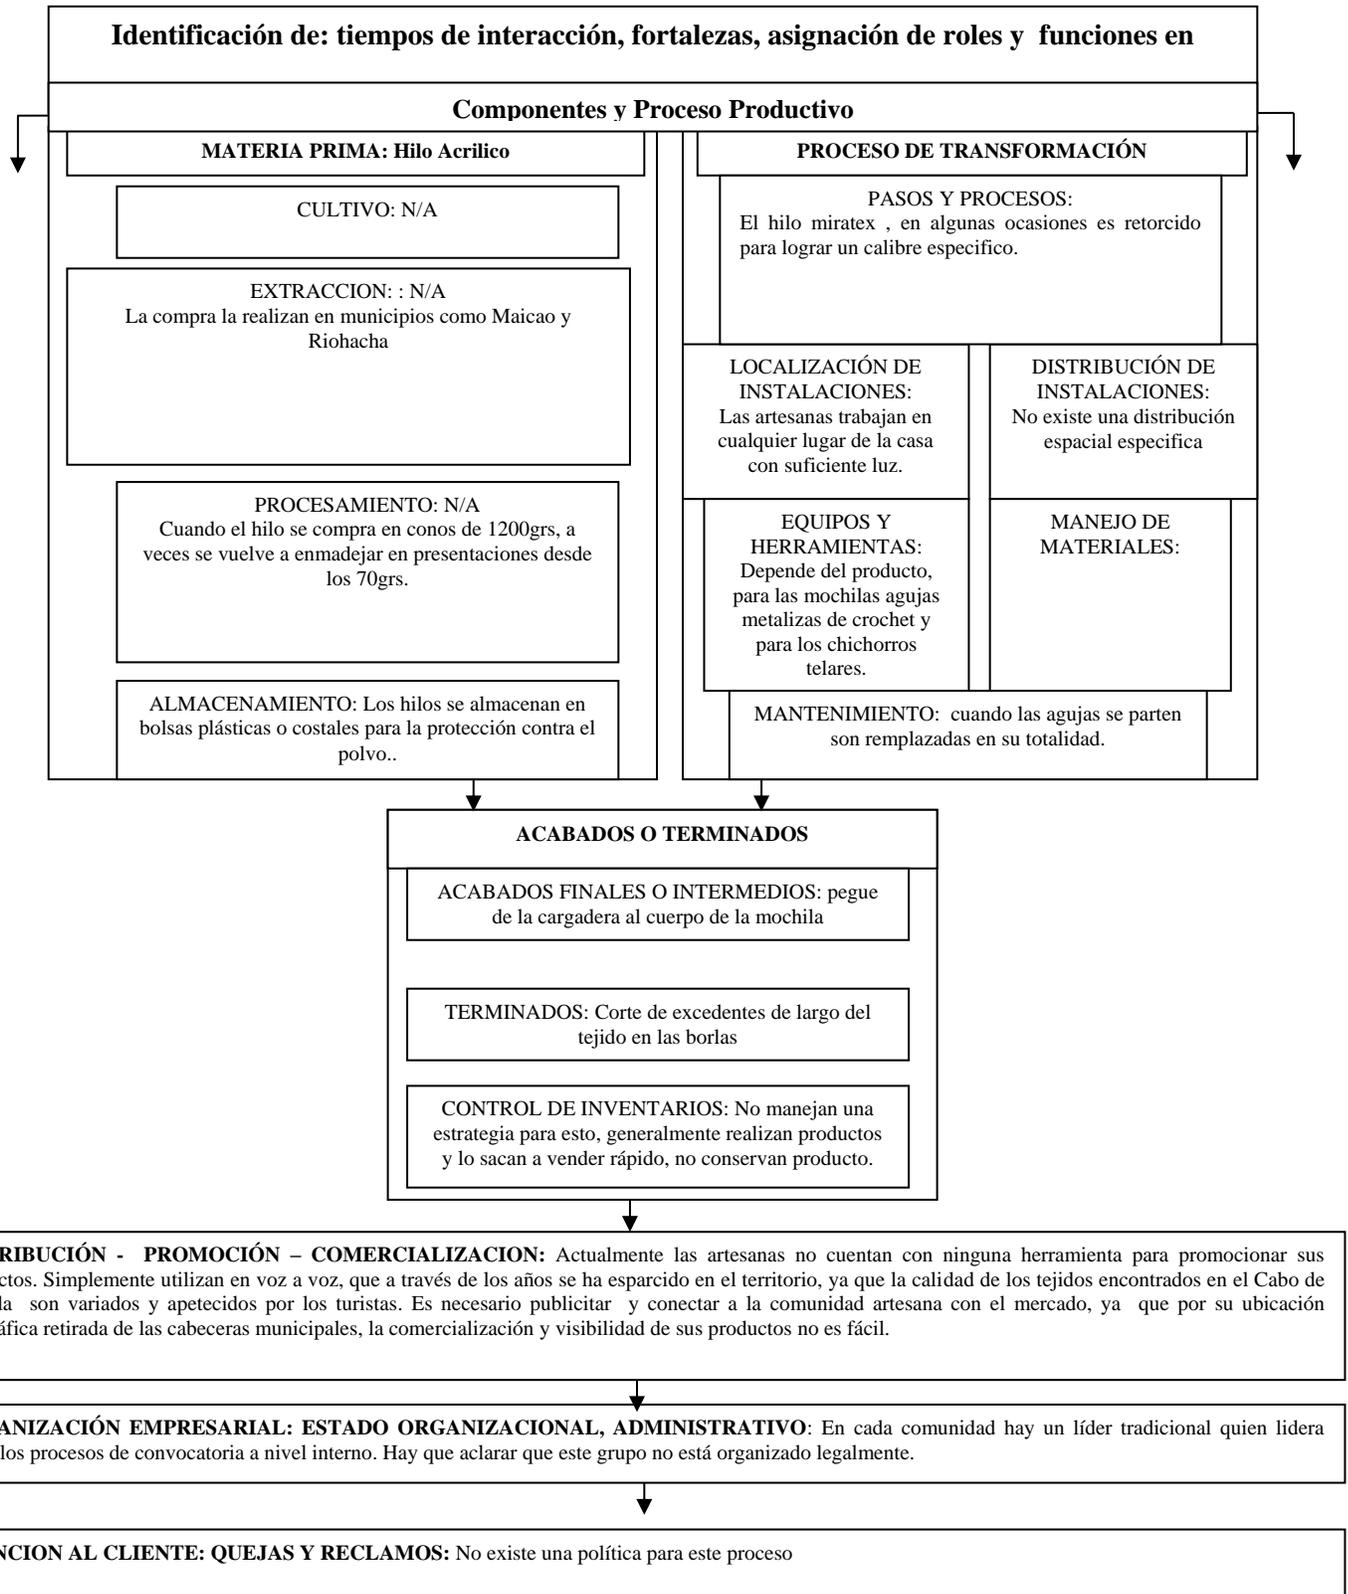 Identificación de: tiempos de interacción, fortalezas, asignación de roles y  funciones en
Componentes y Proceso Productivo
MATERIA PRIMA: Hilo Acrilico
CULTIVO: N/A
EXTRACCION: : N/A
La compra la realizan en municipios como Maicao y
Riohacha
PROCESAMIENTO: N/A
Cuando el hilo se compra en conos de 1200grs, a
veces se vuelve a enmadejar en presentaciones desde
los 70grs.
ALMACENAMIENTO: Los hilos se almacenan en
bolsas plásticas o costales para la protección contra el
polvo..
PROCESO DE TRANSFORMACIÓN
PASOS Y PROCESOS:
El hilo miratex , en algunas ocasiones es retorcido
para lograr un calibre especifico.
LOCALIZACIÓN DE
INSTALACIONES:
Las artesanas trabajan en
cualquier lugar de la casa
con suficiente luz.
DISTRIBUCIÓN DE
INSTALACIONES:
No existe una distribución
espacial especifica
EQUIPOS Y
HERRAMIENTAS:
Depende del producto,
para las mochilas agujas
metalizas de crochet y
para los chichorros
telares.
MANEJO DE
MATERIALES:
MANTENIMIENTO:  cuando las agujas se parten
son remplazadas en su totalidad.
ACABADOS O TERMINADOS
ACABADOS FINALES O INTERMEDIOS: pegue
de la cargadera al cuerpo de la mochila
TERMINADOS: Corte de excedentes de largo del
tejido en las borlas
CONTROL DE INVENTARIOS: No manejan una
estrategia para esto, generalmente realizan productos
y lo sacan a vender rápido, no conservan producto.
RIBUCIÓN - PROMOCIÓN – COMERCIALIZACION: Actualmente las artesanas no cuentan con ninguna herramienta para promocionar sus
ctos. Simplemente utilizan en voz a voz, que a través de los años se ha esparcido en el territorio, ya que la calidad de los tejidos encontrados en el Cabo de
la  son variados y apetecidos por los turistas. Es necesario publicitar  y conectar a la comunidad artesana con el mercado, ya  que por su ubicación
áfica retirada de las cabeceras municipales, la comercialización y visibilidad de sus productos no es fácil.
ANIZACIÓN EMPRESARIAL: ESTADO ORGANIZACIONAL, ADMINISTRATIVO: En cada comunidad hay un líder tradicional quien lidera
los procesos de convocatoria a nivel interno. Hay que aclarar que este grupo no está organizado legalmente.
NCION AL CLIENTE: QUEJAS Y RECLAMOS: No existe una política para este proceso